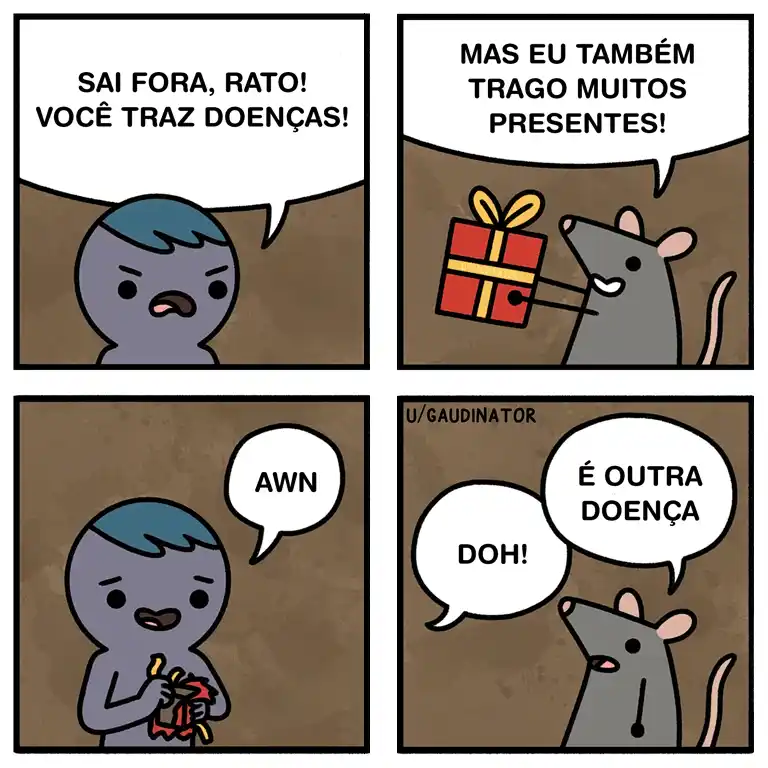 SAI FORA, RATO!
VOCÊ TRAZ DOENÇAS!
MAS EU TAMBÉM
TRAGO MUITOS
PRESENTES!
AWN
U/GAUDINATOR
É OUTRA
DOENÇA
DOH!